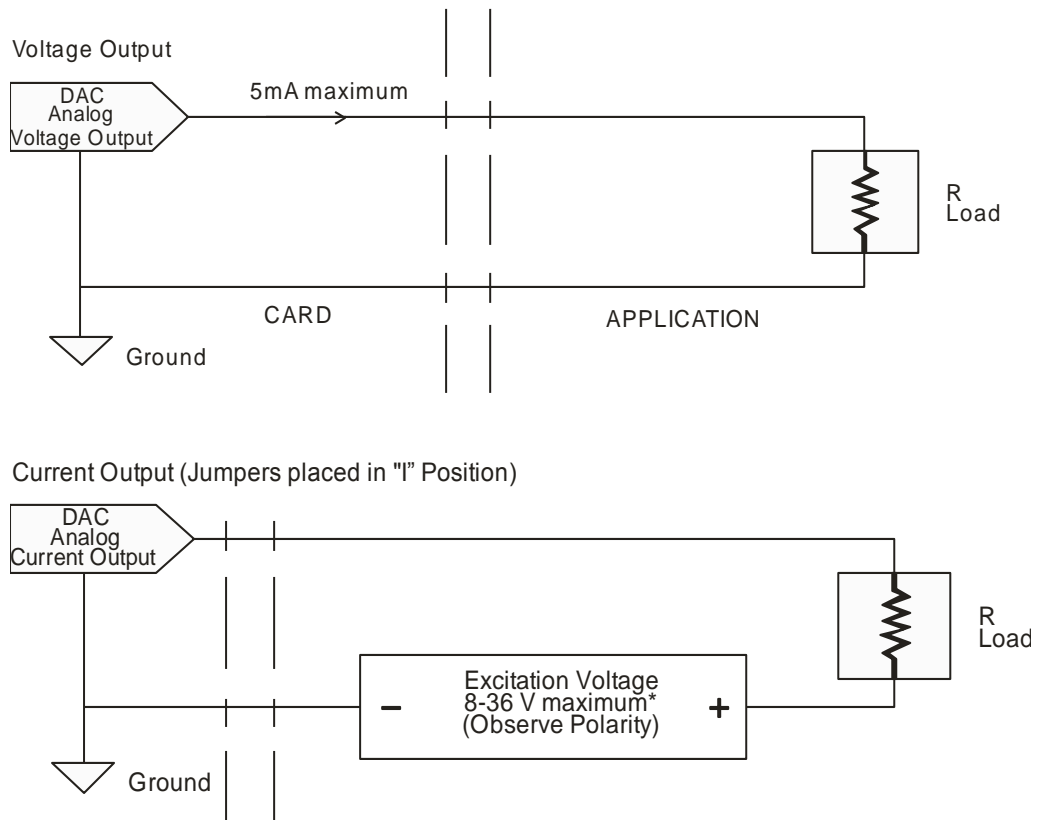 Voltage Output
DAC
Analog
Voltage Output
5mA maximum
R
Load
CARD
APPLICATION
Ground
Current Output (Jumpers placed in "I” Position)
DAC
Analog
Current Output
R
Load
Excitation Voltage
8-36 V maximum*
(Observe Polarity)
− +
Ground